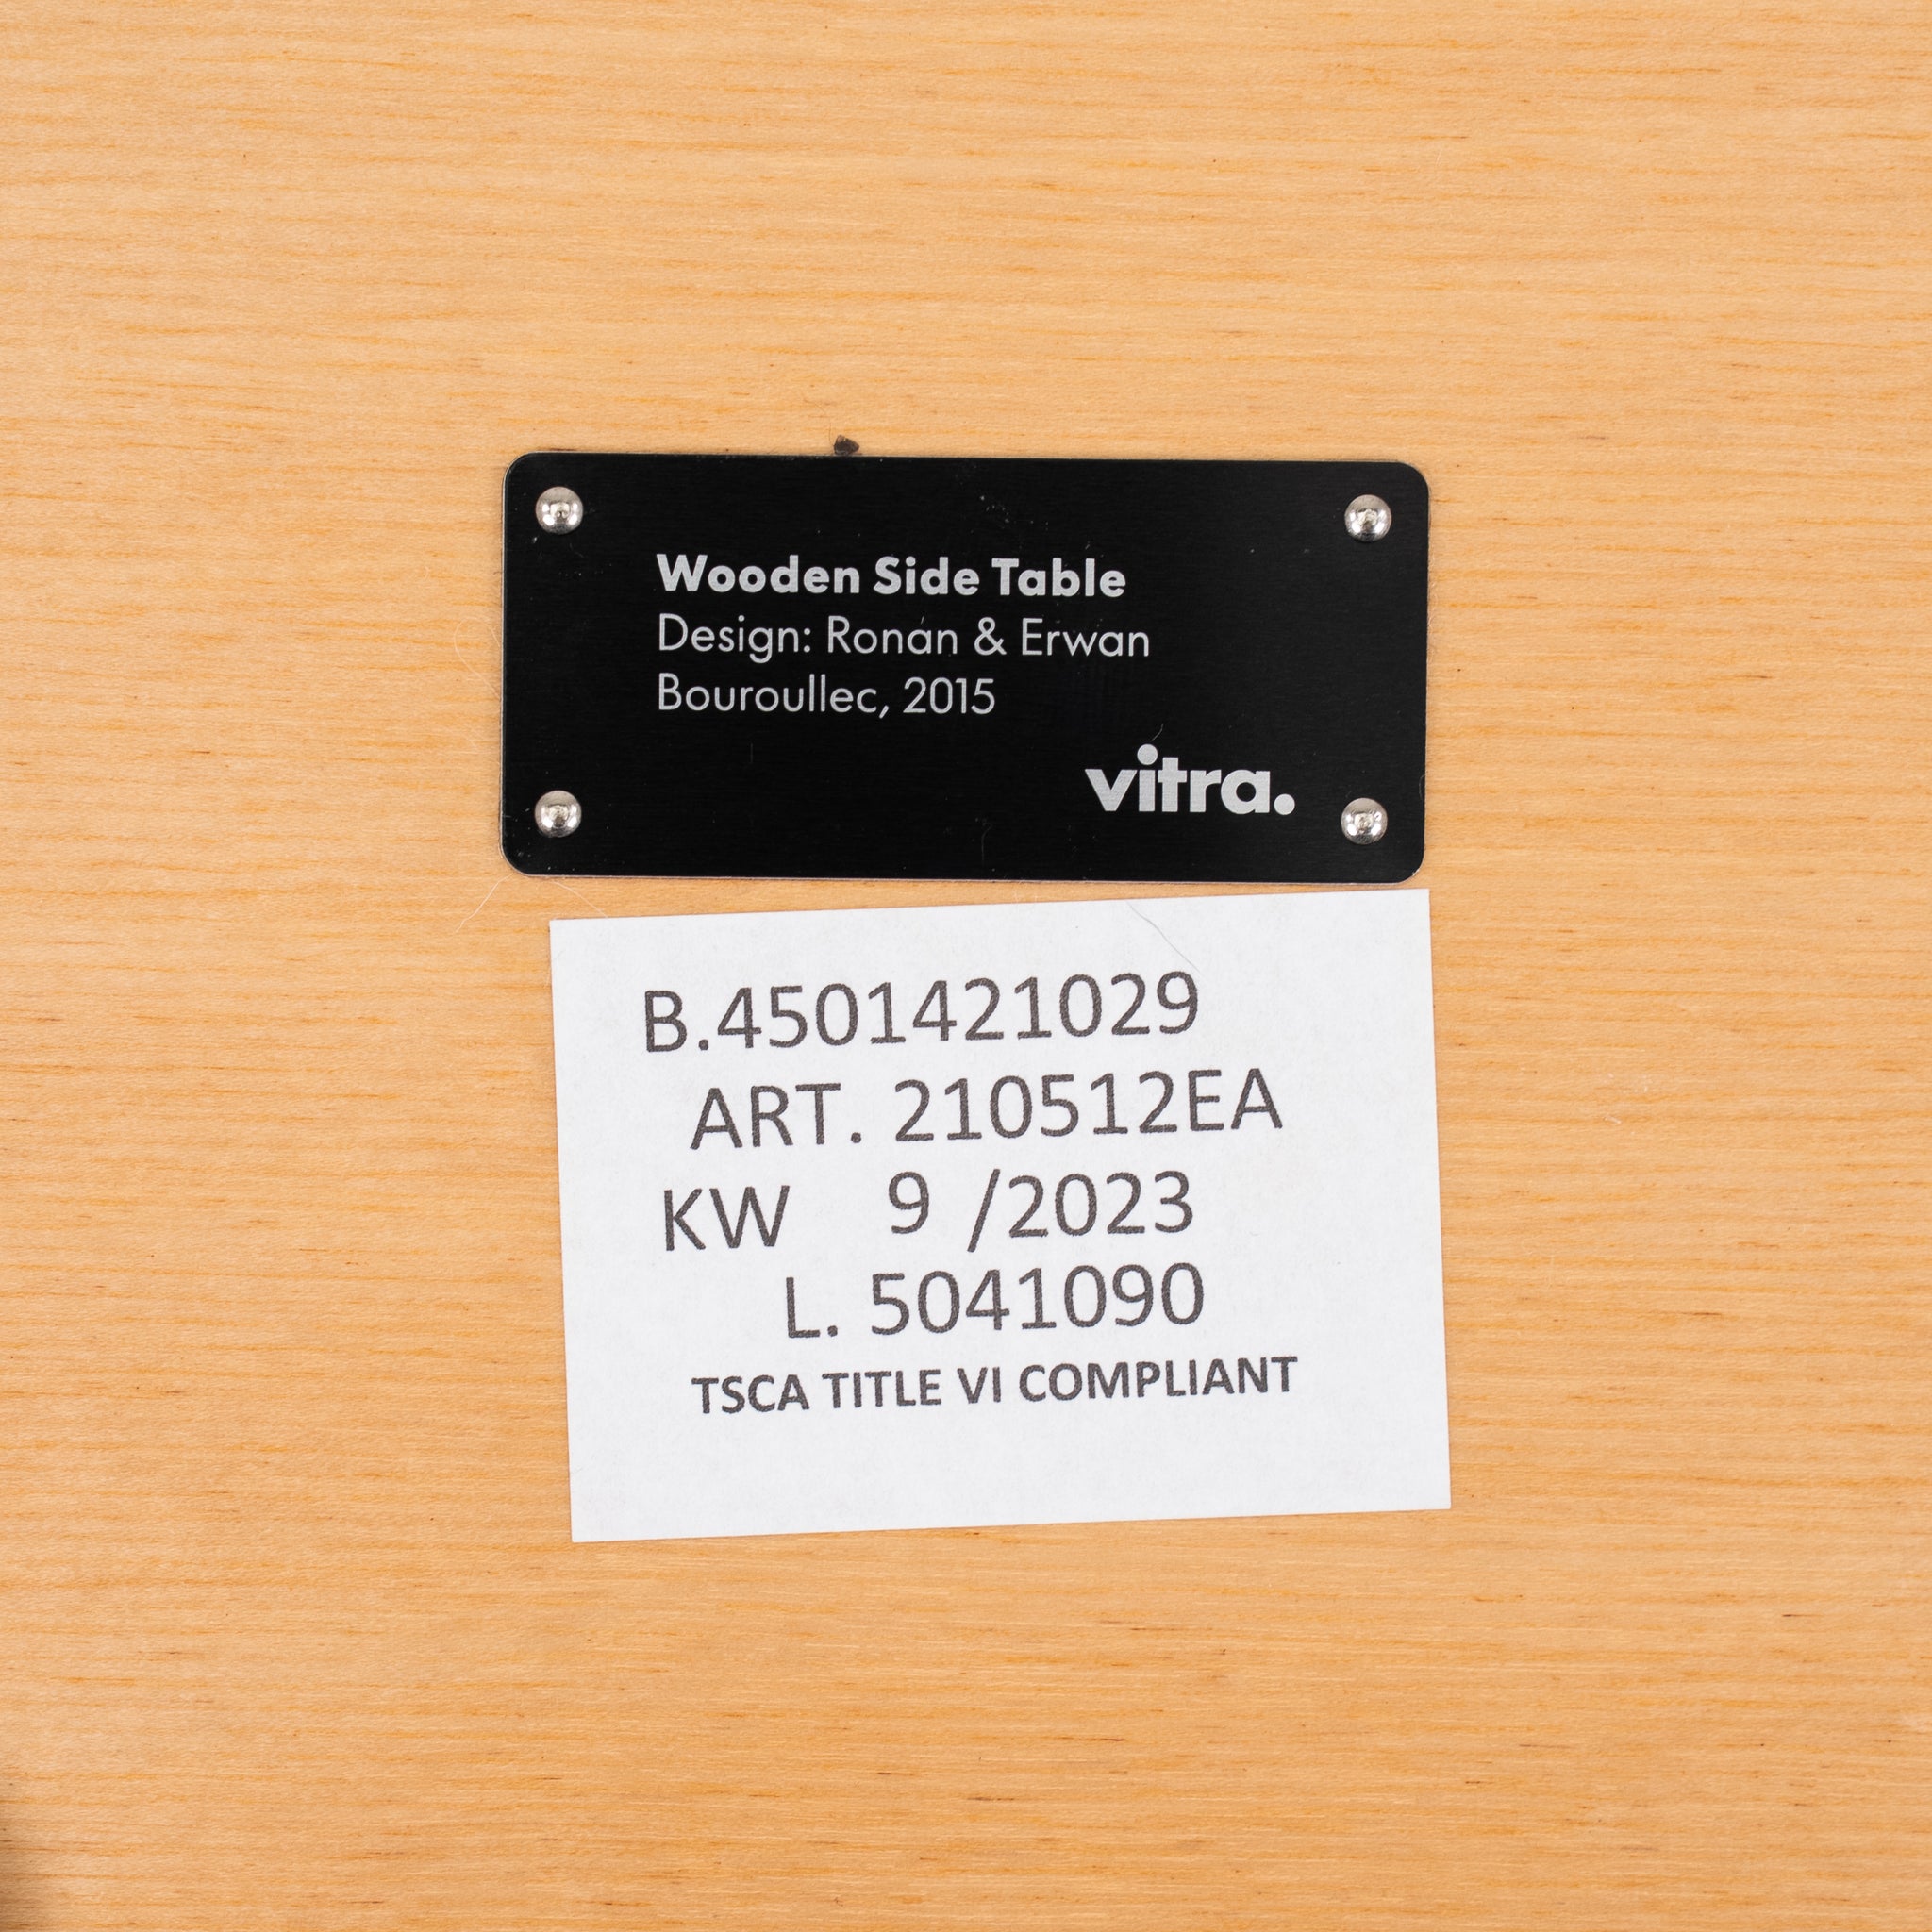 Wooden Side Table
Design: Ronan & Erwan
Bouroullec, 2015
vitra.
B.4501421029
ART. 210512EA
KW 9 /2023
L. 5041090
TSCA TITLE VI COMPLIANT